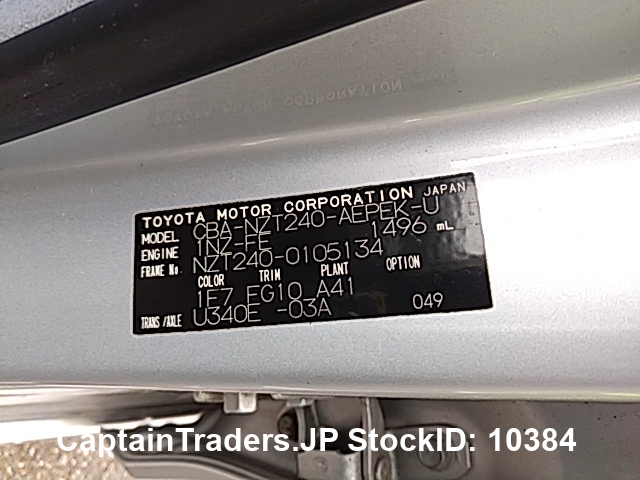 TOYOTA MOTOR CORPORATION JAPAN
MODEL CBA-NZT240-AEPEK-U
ENGINE 1NZ-FE 1496 mL
FRAME No. NZT240-0105134
COLOR TRIM PLANT OPTION
1F7 EG10 A41
TRANS/AXLE U340E -03A 049
CaptainTraders.JP StockID: 10384